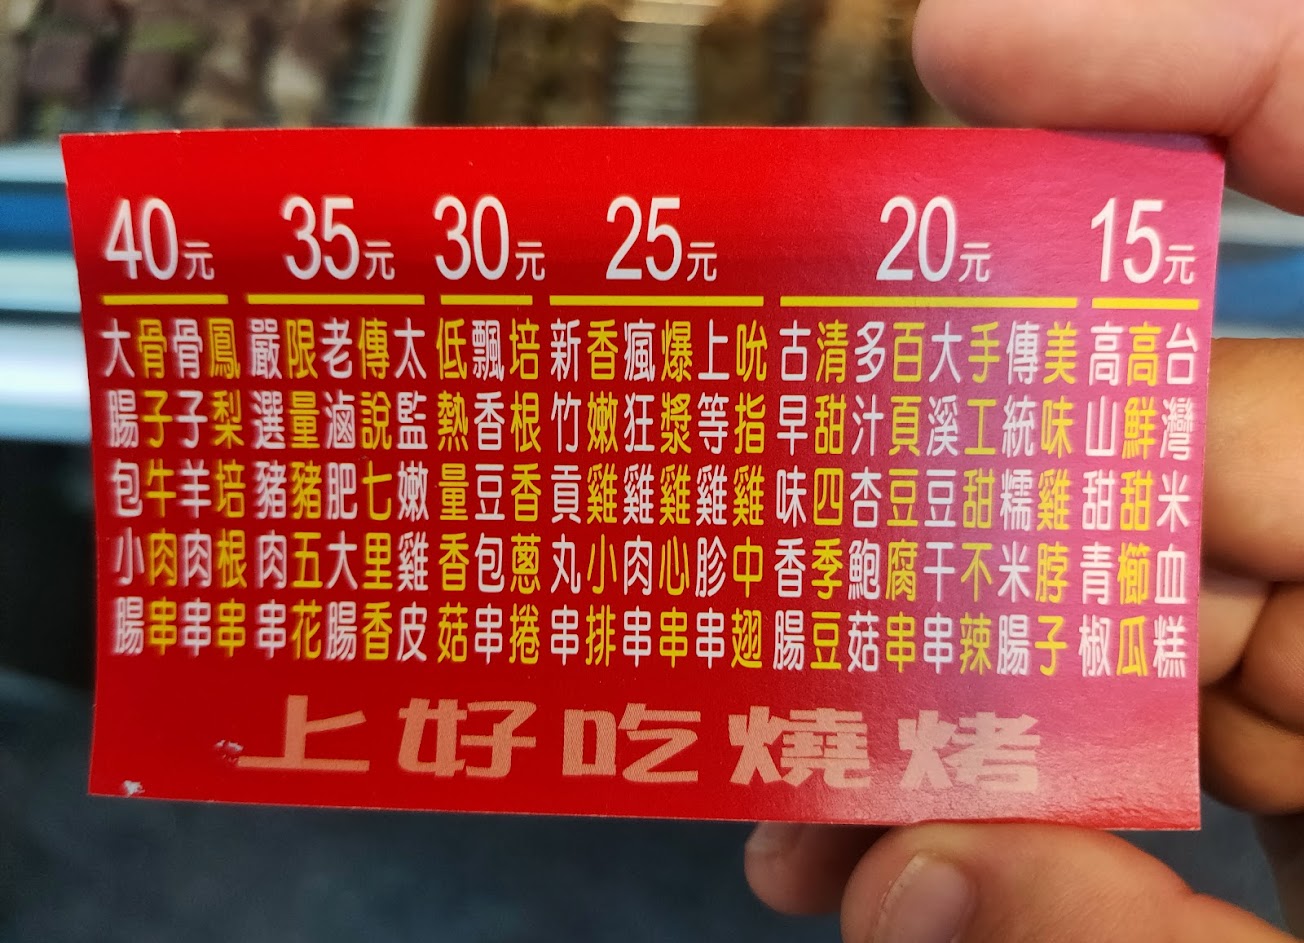 15元
台灣米血糕
高鮮甜櫛瓜
高山甜青椒
20元
美味雞脖子
傳統糯米腸
手工甜不辣
大溪豆干串
百頁豆腐串
多汁杏鮑菇
清甜四季豆
古早味香腸
25元
吮指雞中翅
上等雞胗串
爆漿雞心串
瘋狂雞肉串
香嫩雞小排
新竹貢丸串
30元
培根香蔥捲
飄香豆包串
低熱量香菇
35元
太監嫩雞皮
傳說七里香
老滷肥大腸
限量豬五花
嚴選豬肉串
40元
鳳梨培根串
骨子羊肉串
骨子牛肉串
大腸包小腸
上好吃燒烤